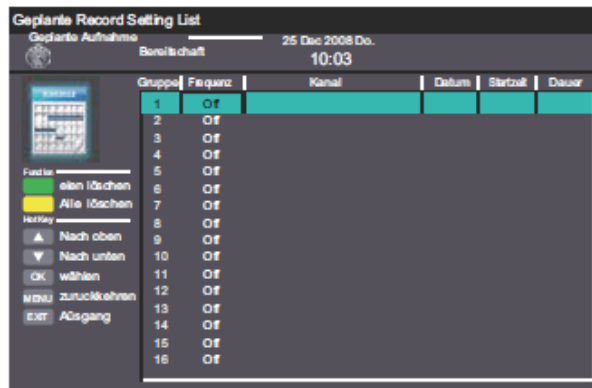 Geplante Record Setting List
Geplante Aufnahme
Bereitschaft
25 Dec 2008 Do.
10:03
Gruppe Frequenz Kanal Datum Startzeit Dauer
1 Off
2 Off
3 Off
4 Off
5 Off
6 Off
7 Off
8 Off
9 Off
10 Off
11 Off
12 Off
13 Off
14 Off
15 Off
16 Off
Funktion
elen löschen
Alle löschen
HotKey
Nach oben
Nach unten
OK wählen
MENU zuruckkehren
EXIT Aüsgang